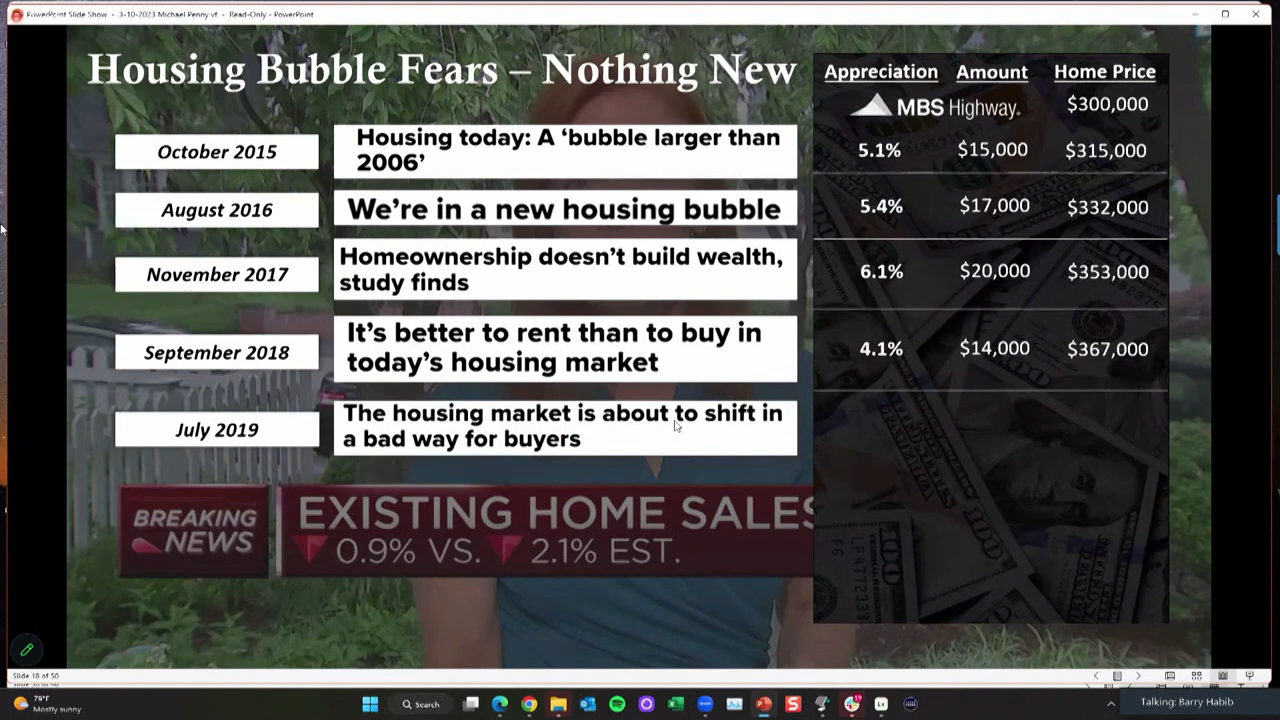 PowerPoint Slide Show - 3-10-2023 Michael Penny vf - Read-Only - PowerPoint
Housing Bubble Fears – Nothing New
Appreciation Amount Home Price
MBS Highway. $300,000
October 2015
Housing today: A ‘bubble larger than
2006’
5.1% $15,000 $315,000
August 2016
We’re in a new housing bubble
5.4% $17,000 $332,000
November 2017
Homeownership doesn’t build wealth,
study finds
6.1% $20,000 $353,000
September 2018
It’s better to rent than to buy in
today’s housing market
4.1% $14,000 $367,000
July 2019
The housing market is about to shift in
a bad way for buyers
BREAKING
NEWS
EXISTING HOME SALES
0.9% VS. 2.1% EST.
Slide 18 of 50
79°F
Mostly sunny
Search
Talking: Barry Habib